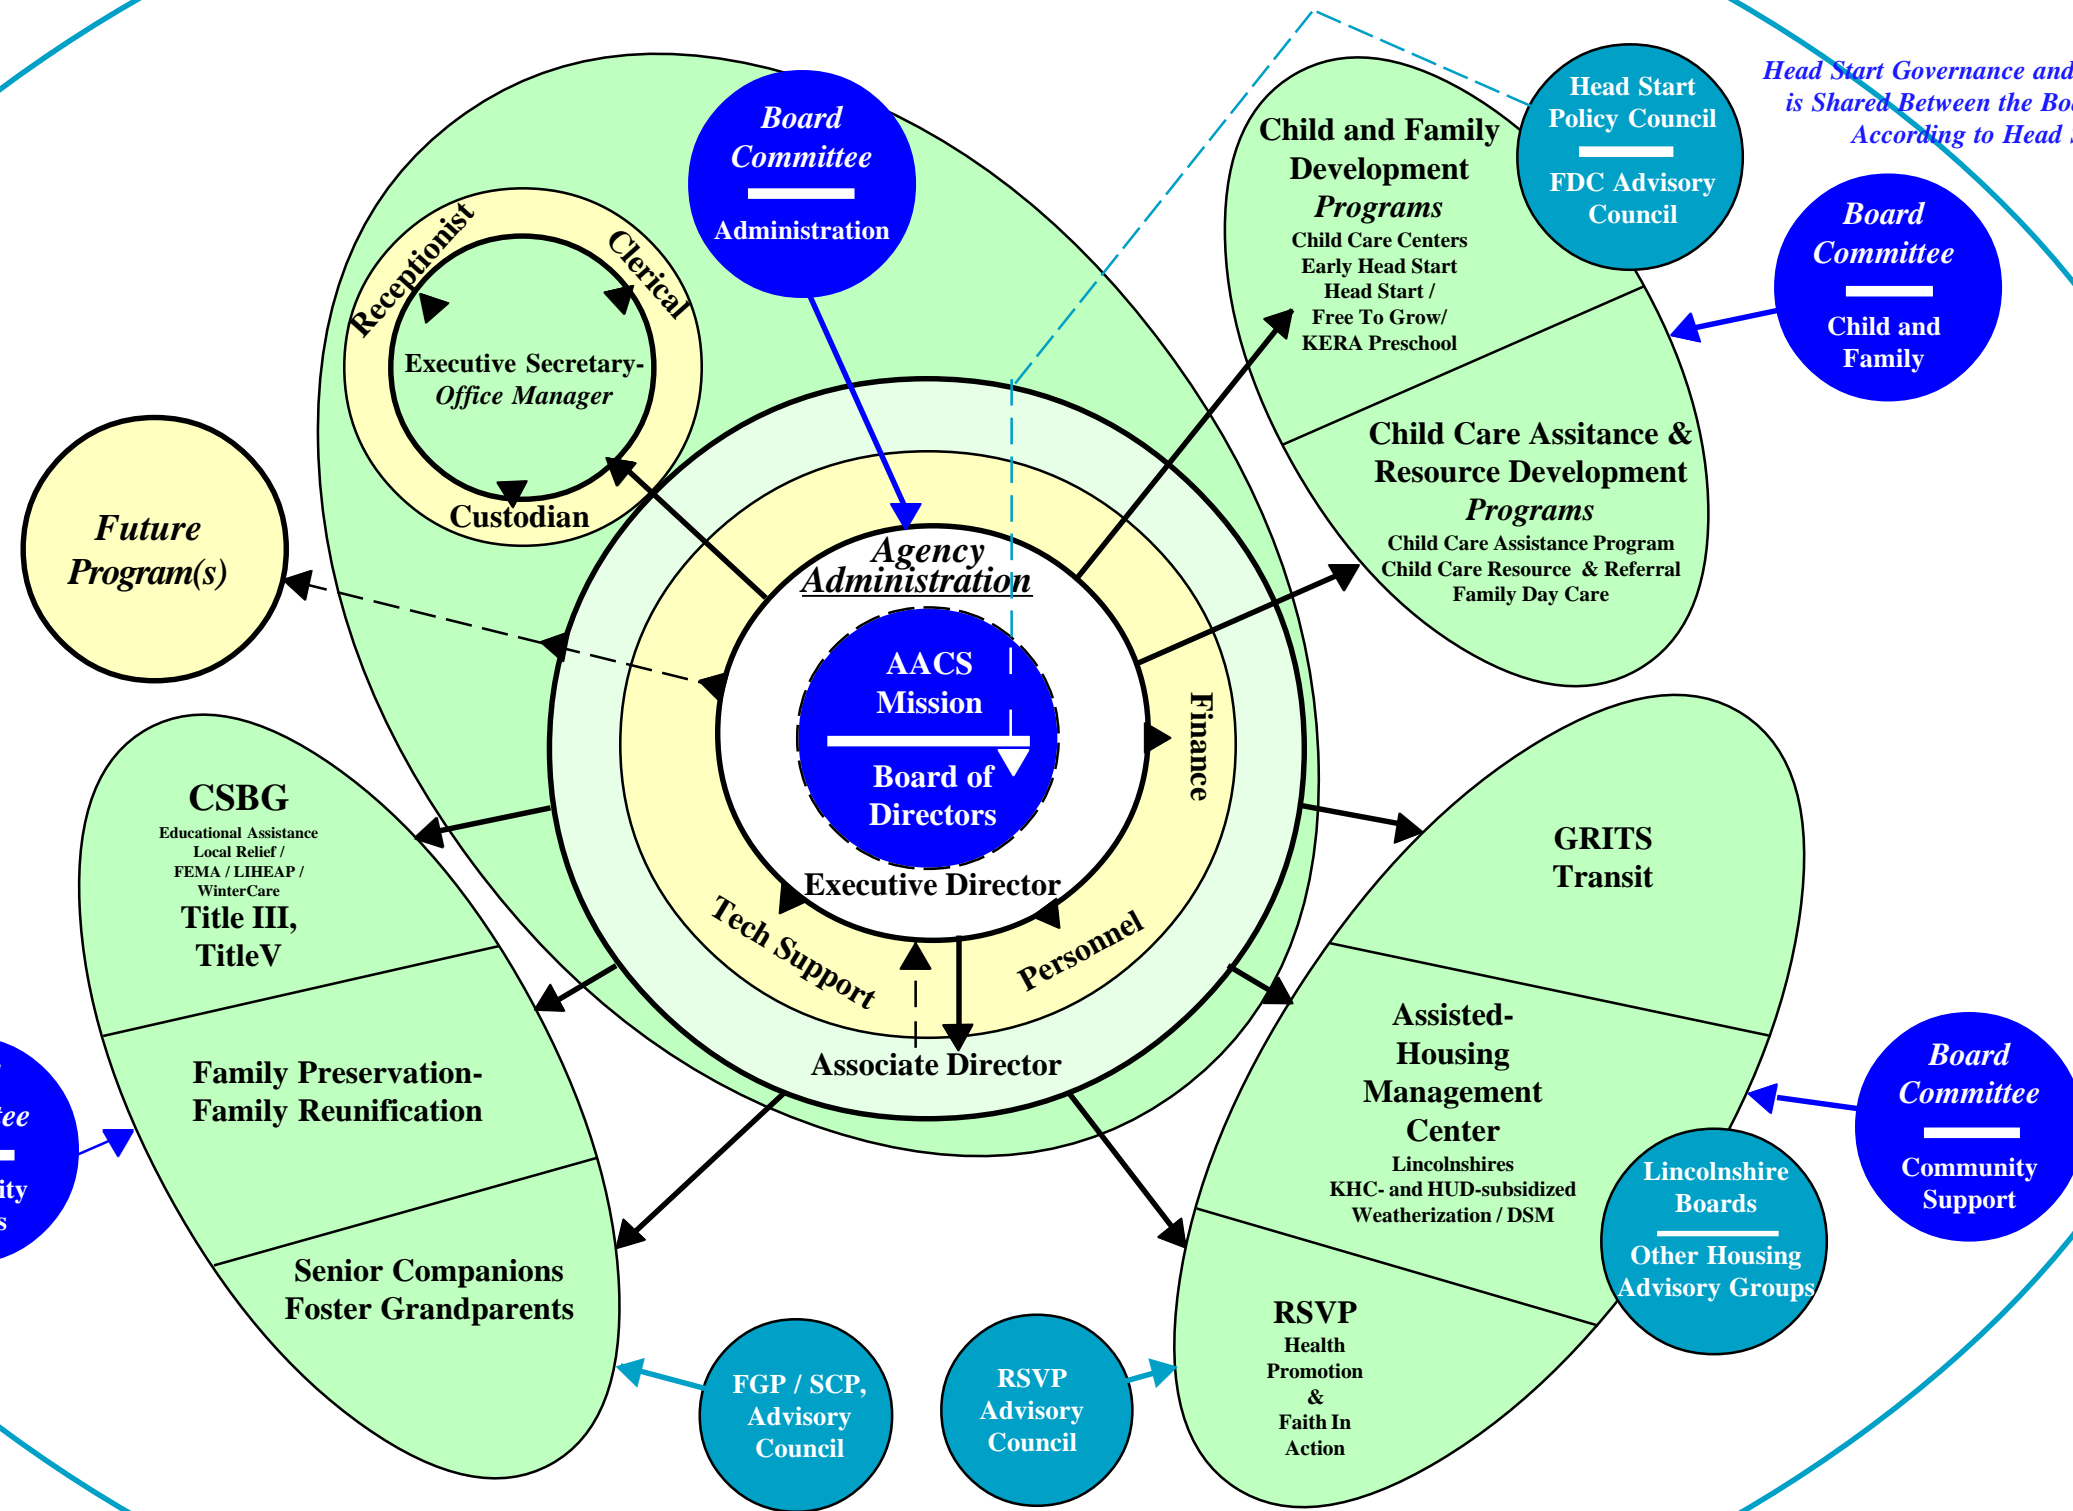 Board
Committee
Administration
Head Start
Policy Council
FDC Advisory
Council
Head Start Governance and
is Shared Between the
According to Head
Child and Family
Development
Programs
Child Care Centers
Early Head Start
Head Start /
Free To Grow/
KERA Preschool
Board
Committee
Child and
Family
Receptionist
Clerical
Executive Secretary-
Office Manager
Custodian
Child Care Assitance &
Resource Development
Programs
Child Care Assistance Program
Child Care Resource & Referral
Family Day Care
Future
Program(s)
Agency
Administration
AACS
Mission
Board of
Directors
Executive Director
Finance
Tech Support
Personnel
Associate Director
CSBG
Educational Assistance
Local Relief /
FEMA / LIHEAP /
WinterCare
Title III,
TitleV
Family Preservation-
Family Reunification
Senior Companions
Foster Grandparents
GRITS
Transit
Assisted-
Housing
Management
Center
Lincolnshires
KHC- and HUD-subsidized
Weatherization / DSM
Board
Committee
Community
Support
Lincolnshire
Boards
Other Housing
Advisory Groups
RSVP
Health
Promotion
&
Faith In
Action
FGP / SCP,
Advisory
Council
RSVP
Advisory
Council